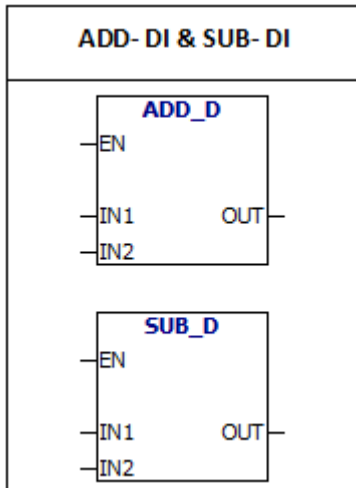 ADD- DI & SUB- DI
ADD_D
EN
IN1 OUT
IN2
SUB_D
EN
IN1 OUT
IN2